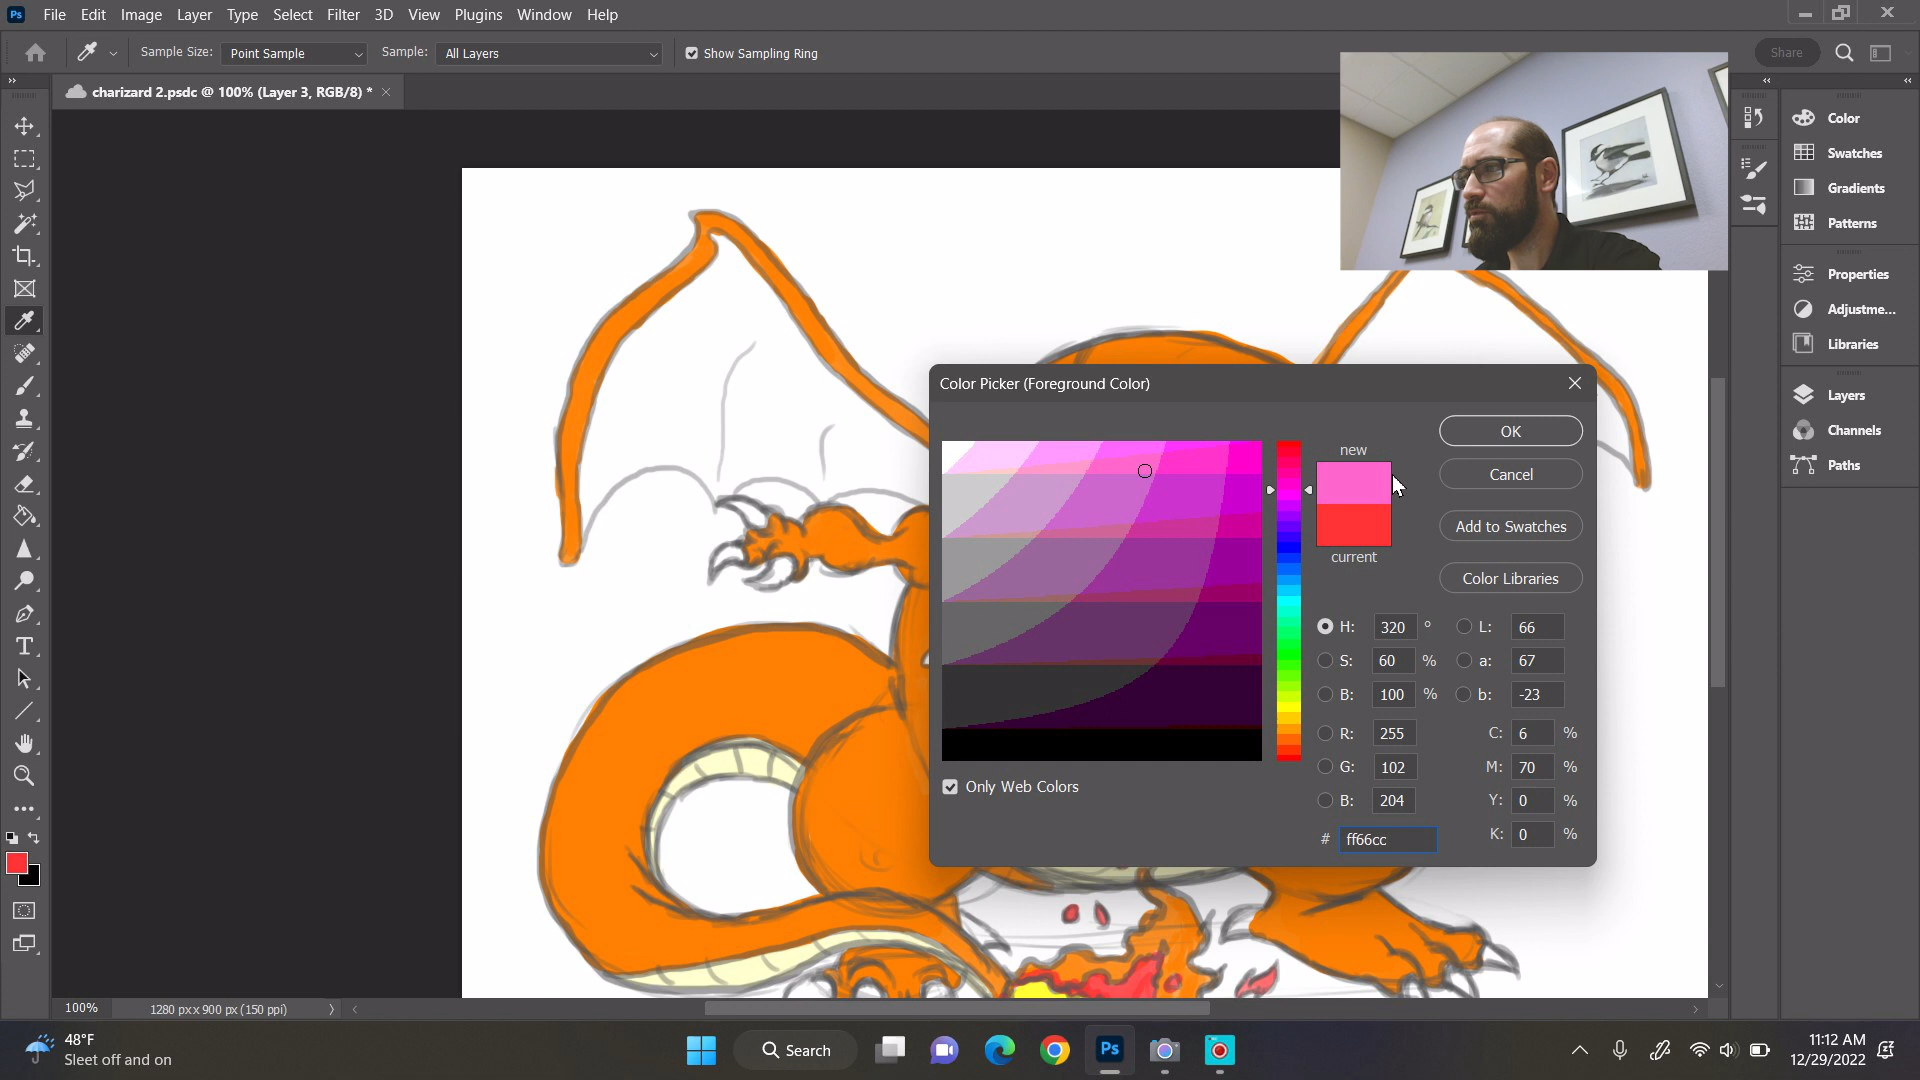 Ps File Edit Image Layer Type Select Filter 3D View Plugins Window Help
Sample Size: Point Sample Sample: All Layers Show Sampling Ring Share
charizard 2.psdc @ 100% (Layer 3, RGB/8) *
Color
Swatches
Gradients
Patterns
Properties
Adjustme...
Libraries
Layers
Channels
Paths
Color Picker (Foreground Color)
new
current
OK
Cancel
Add to Swatches
Color Libraries
H: 320 ° L: 66
S: 60 % a: 67
B: 100 % b: -23
R: 255 C: 6 %
G: 102 M: 70 %
B: 204 Y: 0 %
# ff66cc K: 0 %
Only Web Colors
100% 1280 px x 900 px (150 ppi)
48°F
Sleet off and on
Search
Ps
11:12 AM
12/29/2022